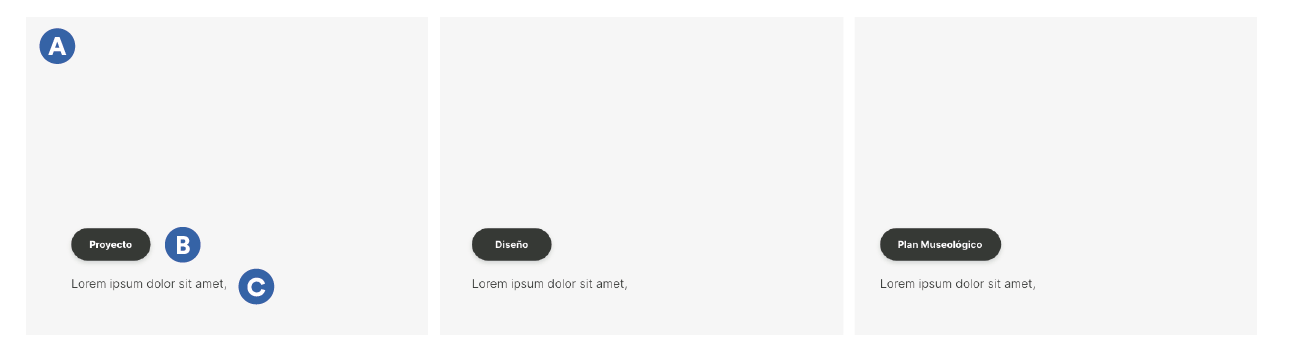 A
Proyecto
B
Lorem ipsum dolor sit amet,
C
Diseño
Lorem ipsum dolor sit amet,
Plan Museológico
Lorem ipsum dolor sit amet,